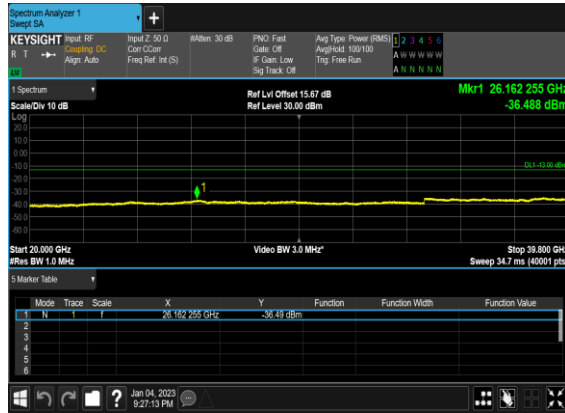 Spectrum Analyzer 1
Swept SA
+
KEYSIGHT Input: RF Input Z: 50 Ω #Atten: 30 dB PNO: Fast Avg Type: Power (RMS) 1 2 3 4 5 6
R T Coupling: DC Corr CCorr Gate: Off Avg|Hold: 100/100 A W W W W W
Align: Auto Freq Ref: Int (S) IF Gain: Low Trig: Free Run
LW Sig Track: Off A N N N N N
1 Spectrum Ref Lvl Offset 15.67 dB Mkr1 26.162 255 GHz
Scale/Div 10 dB Ref Level 30.00 dBm -36.488 dBm
Log
20.0
10.0
0.00
-10.0
DL1 -13.00 dBm
-20.0
1
-30.0
-40.0
-50.0
-60.0
Start 20.000 GHz Video BW 3.0 MHz* Stop 39.800 GHz
#Res BW 1.0 MHz Sweep 34.7 ms (40001 pts)
5 Marker Table
Mode Trace Scale X Y Function Function Width Function Value
1 N 1 f 26.162 255 GHz -36.49 dBm
2
3
4
5
6
? Jan 04, 2023
9:27:13 PM